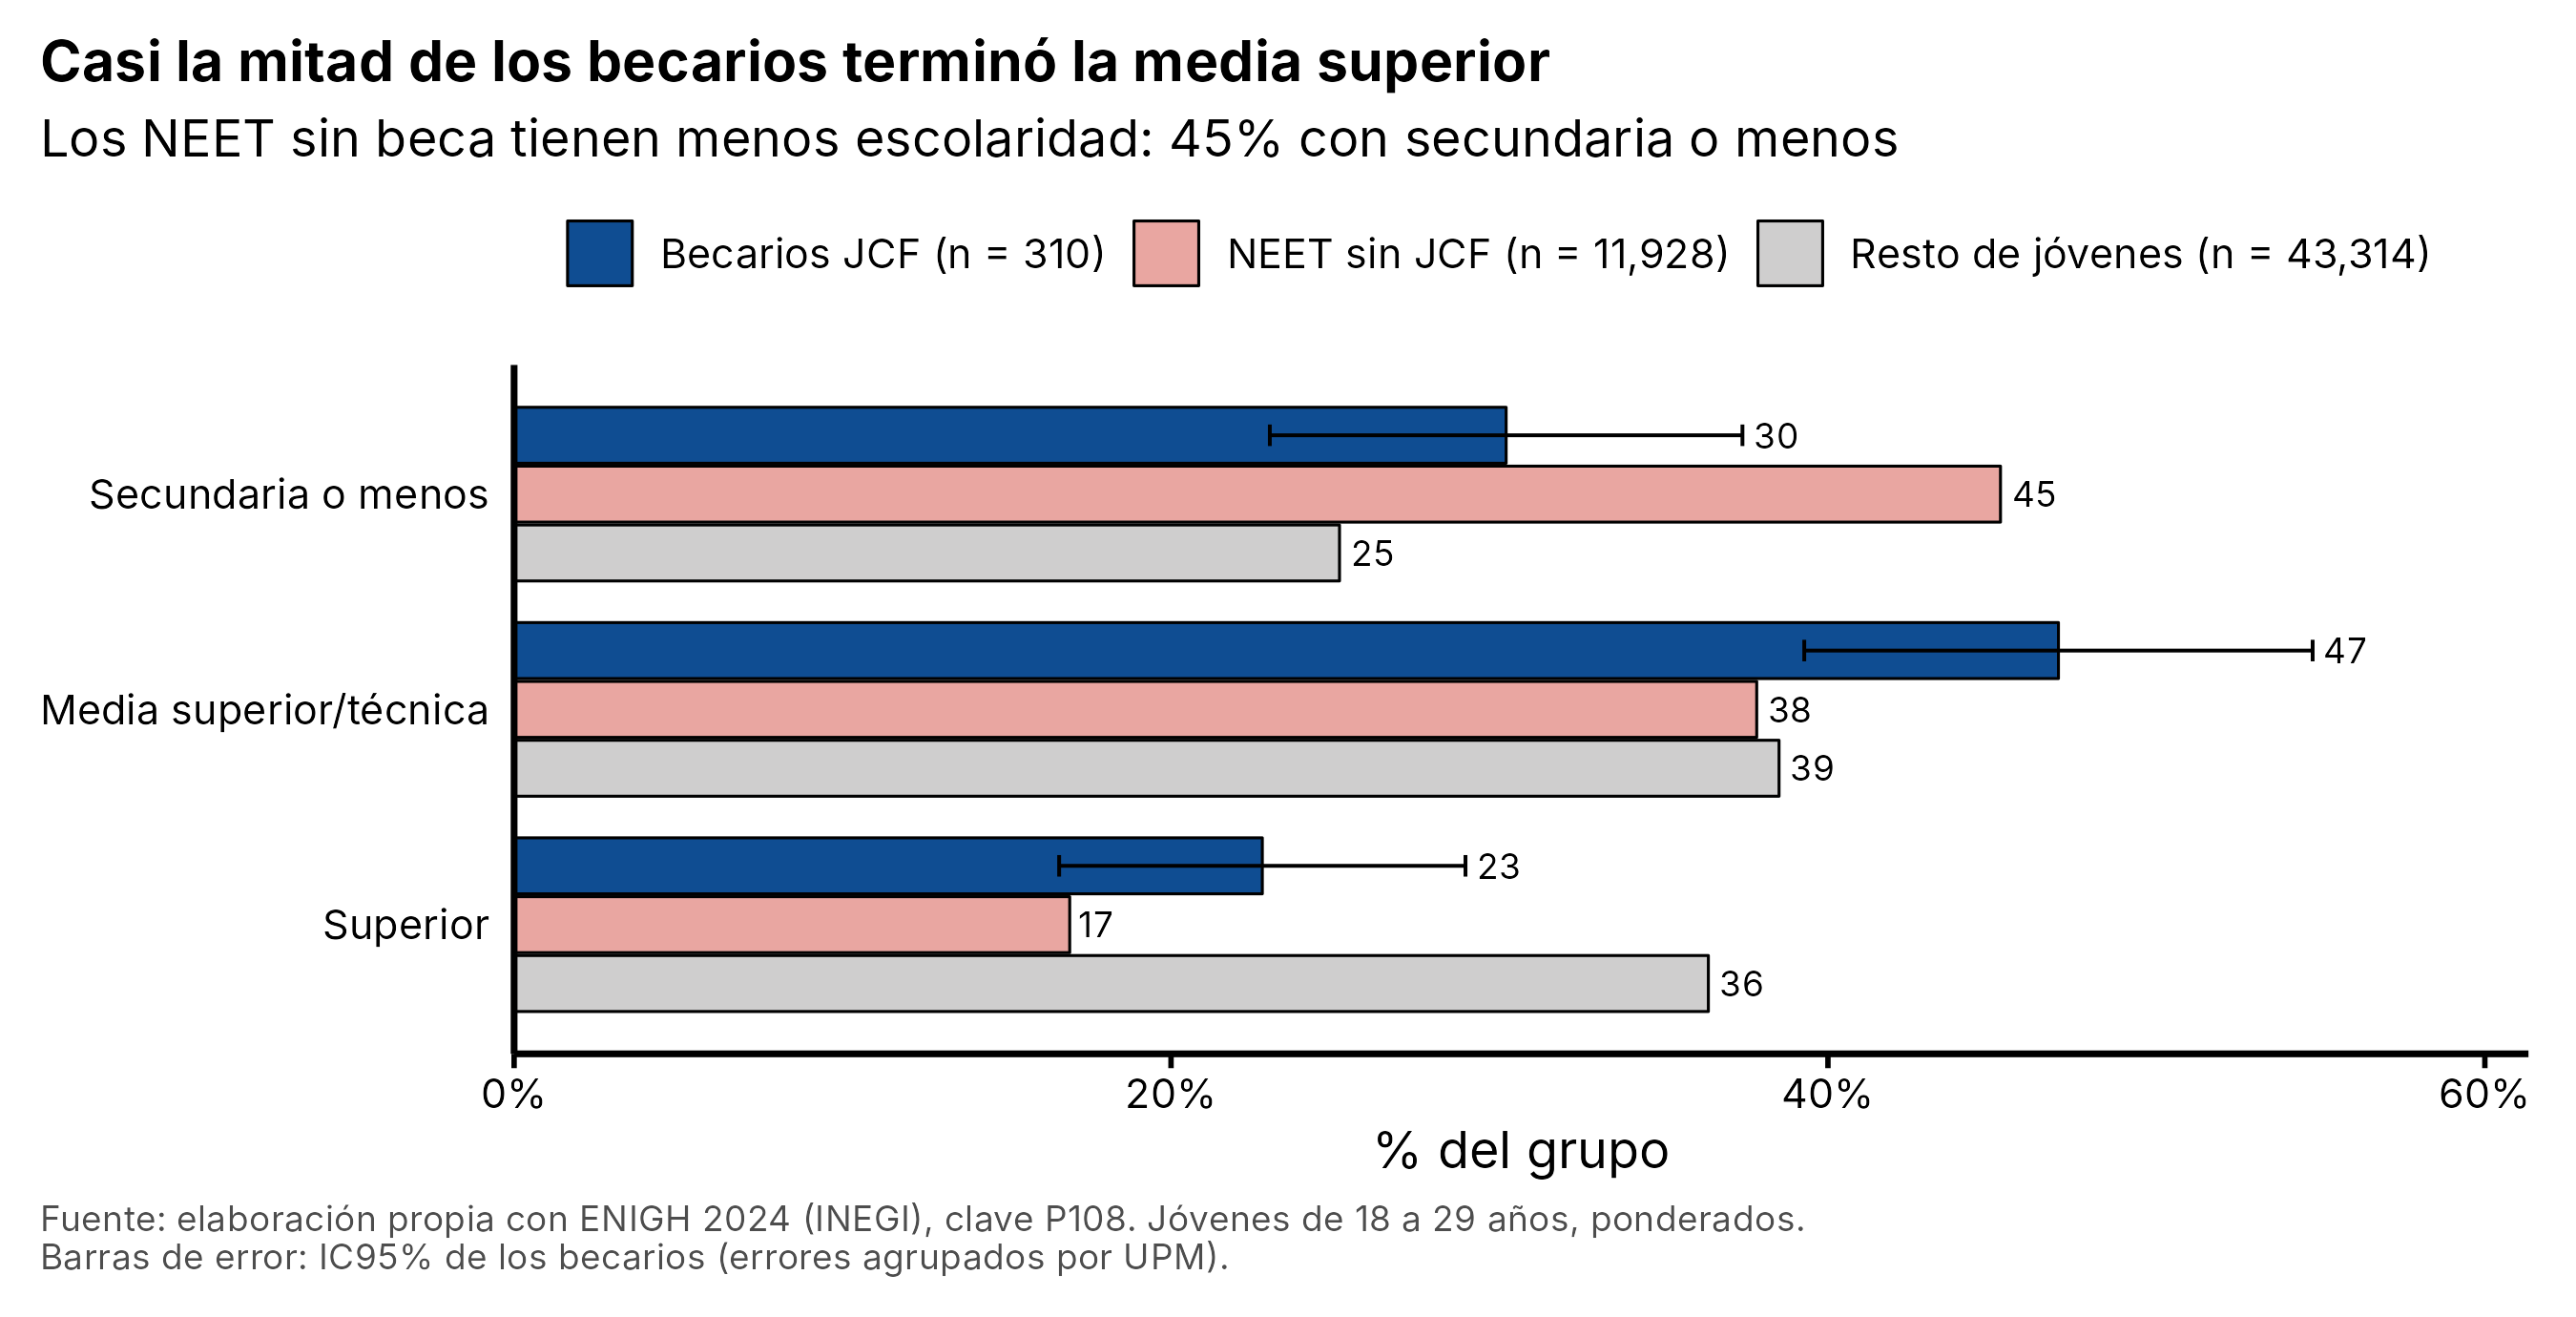 Casi la mitad de los becarios terminó la media superior
Los NEET sin beca tienen menos escolaridad: 45% con secundaria o menos
Becarios JCF (n = 310) NEET sin JCF (n = 11,928) Resto de jóvenes (n = 43,314)
30
Secundaria o menos 45
25
47
Media superior/técnica 38
39
23
Superior 17
36
0% 20% 40% 60%
% del grupo
Fuente: elaboración propia con ENIGH 2024 (INEGI), clave P108. Jóvenes de 18 a 29 años, ponderados.
Barras de error: IC95% de los becarios (errores agrupados por UPM).